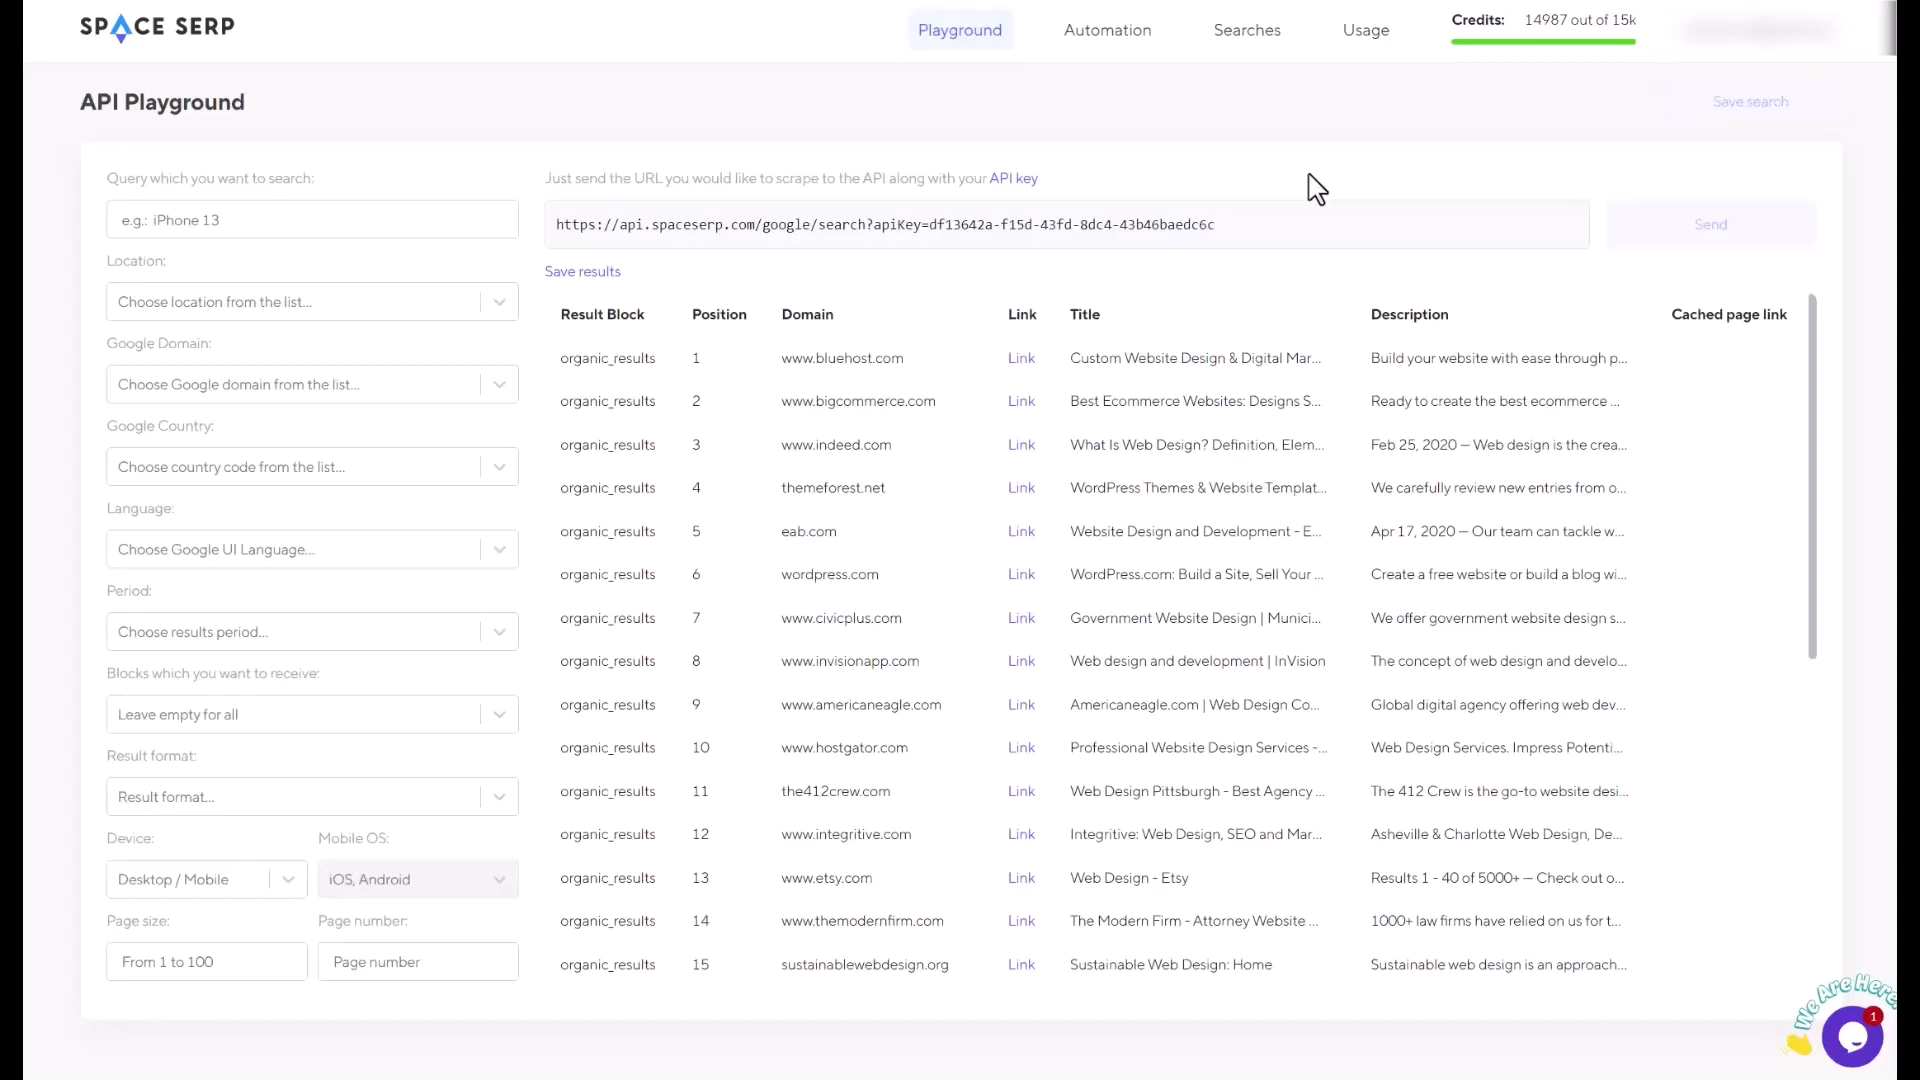 SPACE SERP
Playground
Automation
Searches
Usage
Credits: 14987 out of 15k
API Playground
Save search
Query which you want to search:
e.g.: iPhone 13
Location:
Choose location from the list...
Google Domain:
Choose Google domain from the list...
Google Country:
Choose country code from the list...
Language:
Choose Google UI Language...
Period:
Choose results period...
Blocks which you want to receive:
Leave empty for all
Result format:
Result format...
Device:
Mobile OS:
Desktop / Mobile
iOS, Android
Page size:
Page number:
From 1 to 100
Page number
Just send the URL you would like to scrape to the API along with your API key
https://api.spaceserp.com/google/search?apiKey=df13642a-f15d-43fd-8dc4-43b46baedc6c
Send
Save results
Result Block Position Domain Link Title Description Cached page link
organic_results 1 www.bluehost.com Link Custom Website Design & Digital Mar... Build your website with ease through p...
organic_results 2 www.bigcommerce.com Link Best Ecommerce Websites: Designs S... Ready to create the best ecommerce ...
organic_results 3 www.indeed.com Link What Is Web Design? Definition, Elem... Feb 25, 2020 — Web design is the crea...
organic_results 4 themeforest.net Link WordPress Themes & Website Templat... We carefully review new entries from o...
organic_results 5 eab.com Link Website Design and Development - E... Apr 17, 2020 — Our team can tackle w...
organic_results 6 wordpress.com Link WordPress.com: Build a Site, Sell Your ... Create a free website or build a blog wi...
organic_results 7 www.civicplus.com Link Government Website Design | Munici... We offer government website design s...
organic_results 8 www.invisionapp.com Link Web design and development | InVision The concept of web design and develo...
organic_results 9 www.americaneagle.com Link Americaneagle.com | Web Design Co... Global digital agency offering web dev...
organic_results 10 www.hostgator.com Link Professional Website Design Services -... Web Design Services. Impress Potenti...
organic_results 11 the412crew.com Link Web Design Pittsburgh - Best Agency ... The 412 Crew is the go-to website desi...
organic_results 12 www.integritive.com Link Integritive: Web Design, SEO and Mar... Asheville & Charlotte Web Design, De...
organic_results 13 www.etsy.com Link Web Design - Etsy Results 1 - 40 of 5000+ — Check out o...
organic_results 14 www.themodernfirm.com Link The Modern Firm - Attorney Website ... 1000+ law firms have relied on us for t...
organic_results 15 sustainablewebdesign.org Link Sustainable Web Design: Home Sustainable web design is an approach...
We Are Here!
1